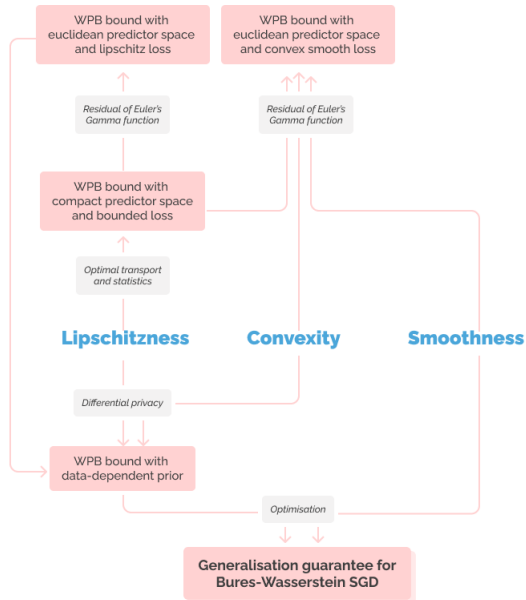 WPB bound with
euclidean predictor space
and lipschitz loss
WPB bound with
euclidean predictor space
and convex smooth loss
Residual of Euler's
Gamma function
Residual of Euler's
Gamma function
WPB bound with
compact predictor space
and bounded loss
Optimal transport
and statistics
Lipschitzness
Convexity
Smoothness
Differential privacy
WPB bound with
data-dependent prior
Optimisation
Generalisation guarantee for
Bures-Wasserstein SGD